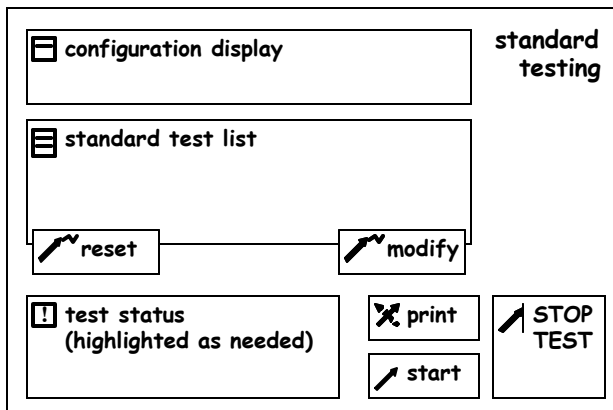 configuration display
standard
testing
standard test list
reset
modify
! test status
(highlighted as needed)
print
start
STOP
TEST